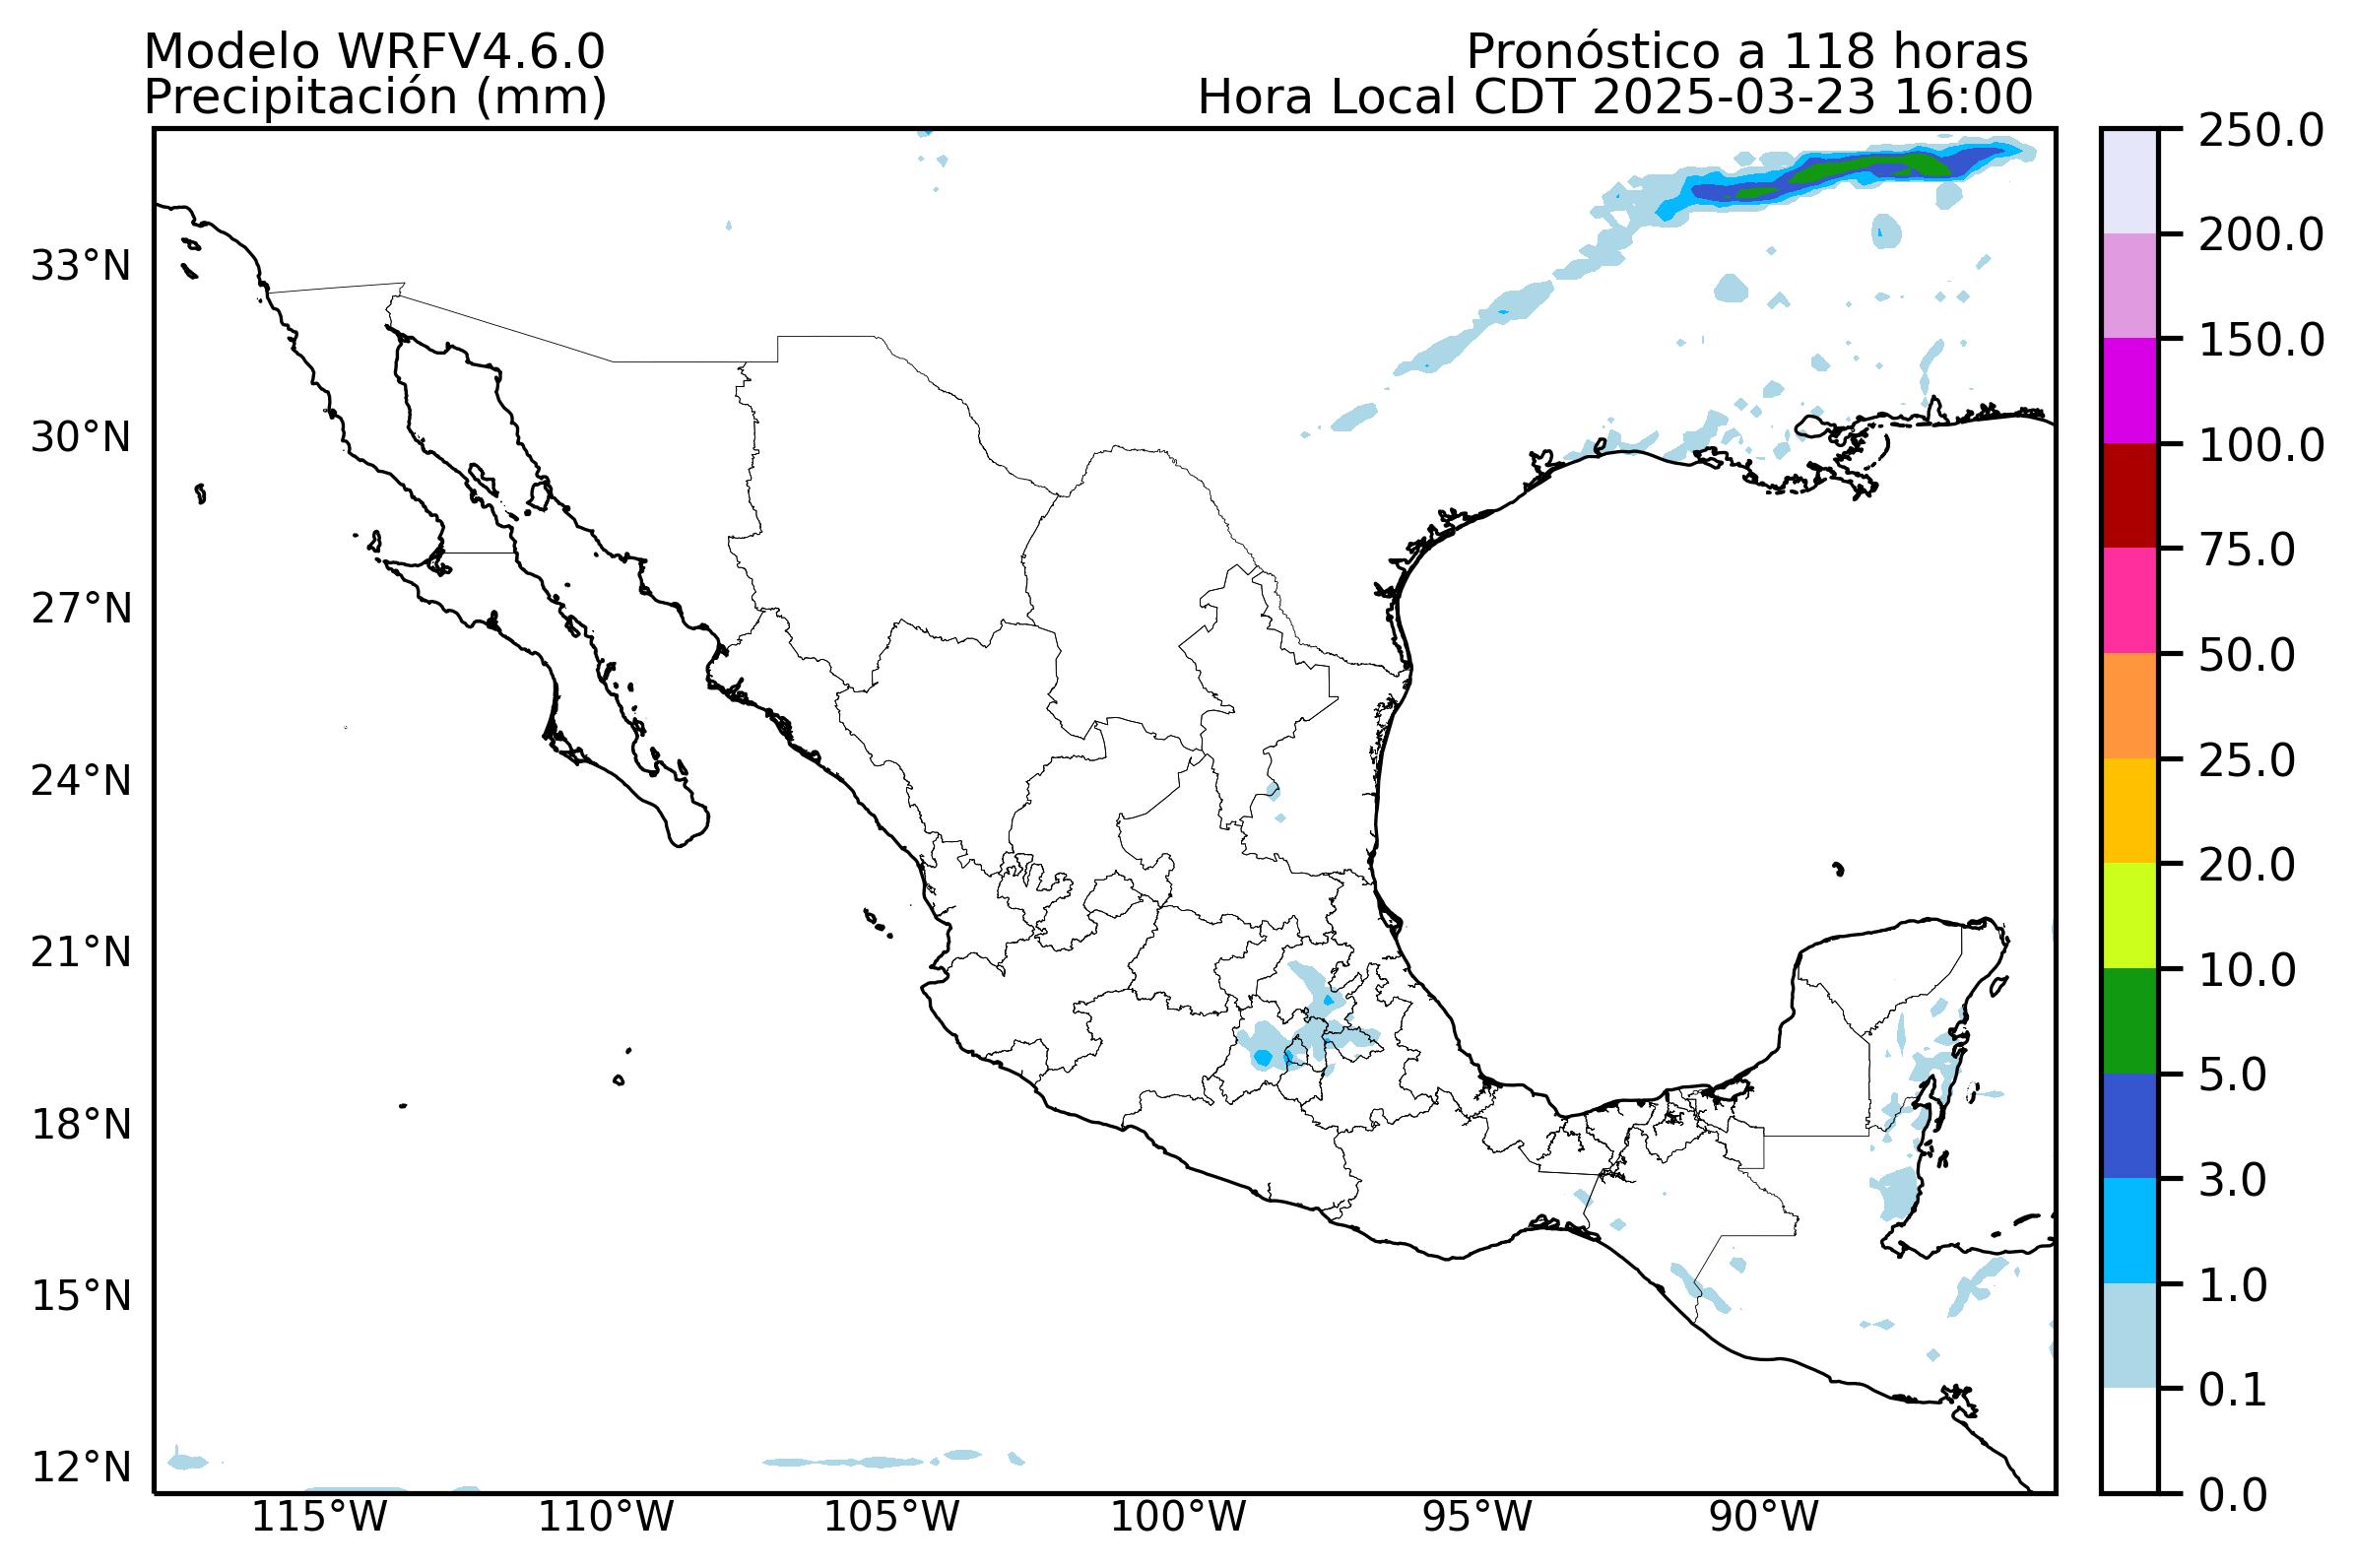 Modelo WRFV4.6.0
Pronóstico a 118 horas
Precipitación (mm)
Hora Local CDT 2025-03-23 16:00
33°N
30°N
27°N
24°N
21°N
18°N
15°N
12°N
115°W
110°W
105°W
100°W
95°W
90°W
250.0
200.0
150.0
100.0
75.0
50.0
25.0
20.0
10.0
5.0
3.0
1.0
0.1
0.0